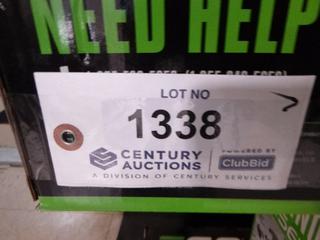 NEED HELP
LOT NO
1338
CENTURY AUCTIONS
POWERED BY
ClubBid
A DIVISION OF CENTURY SERVICES